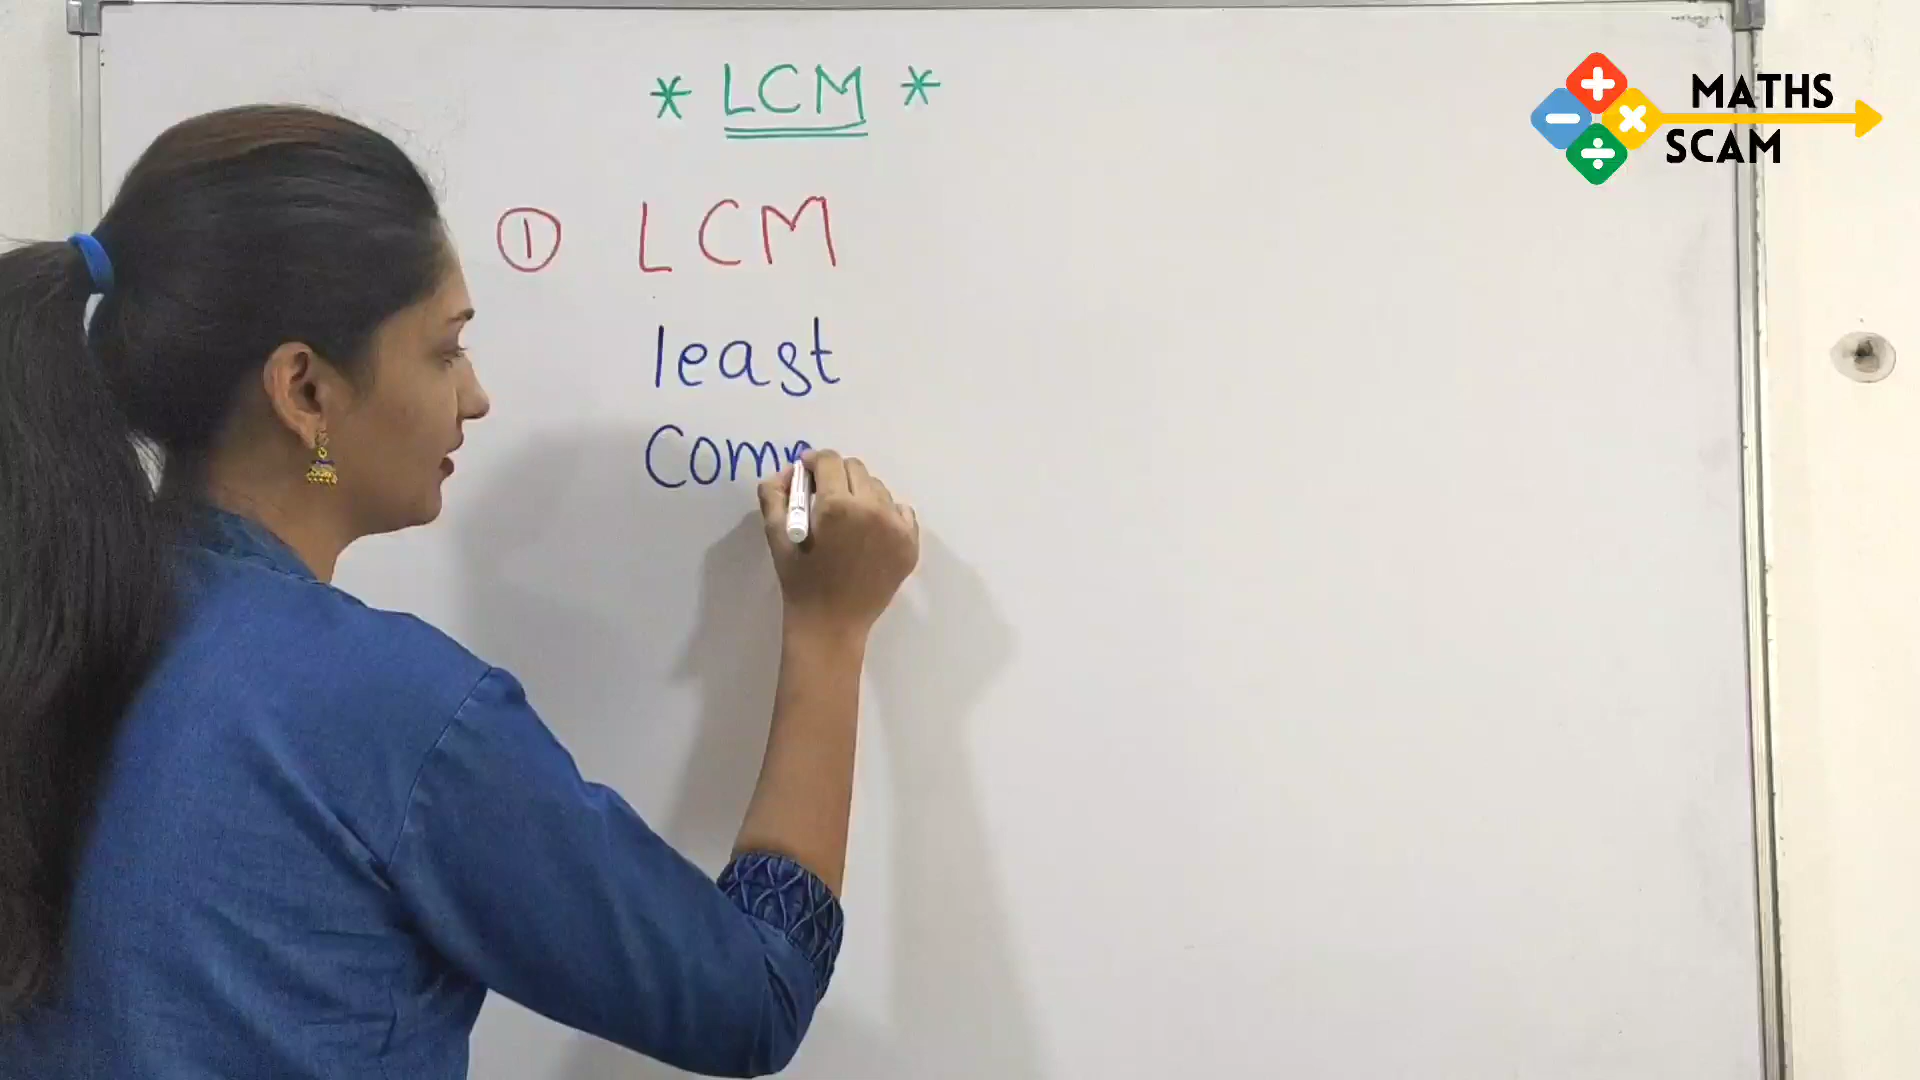 * LCM *
MATHS
SCAM
① LCM
least
Comm